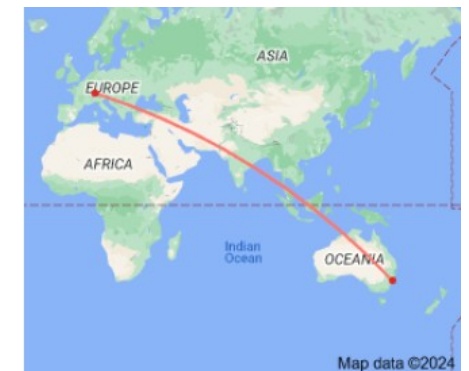 ASIA
EUROPE
AFRICA
Indian
Ocean
OCEANIA
Map data ©2024